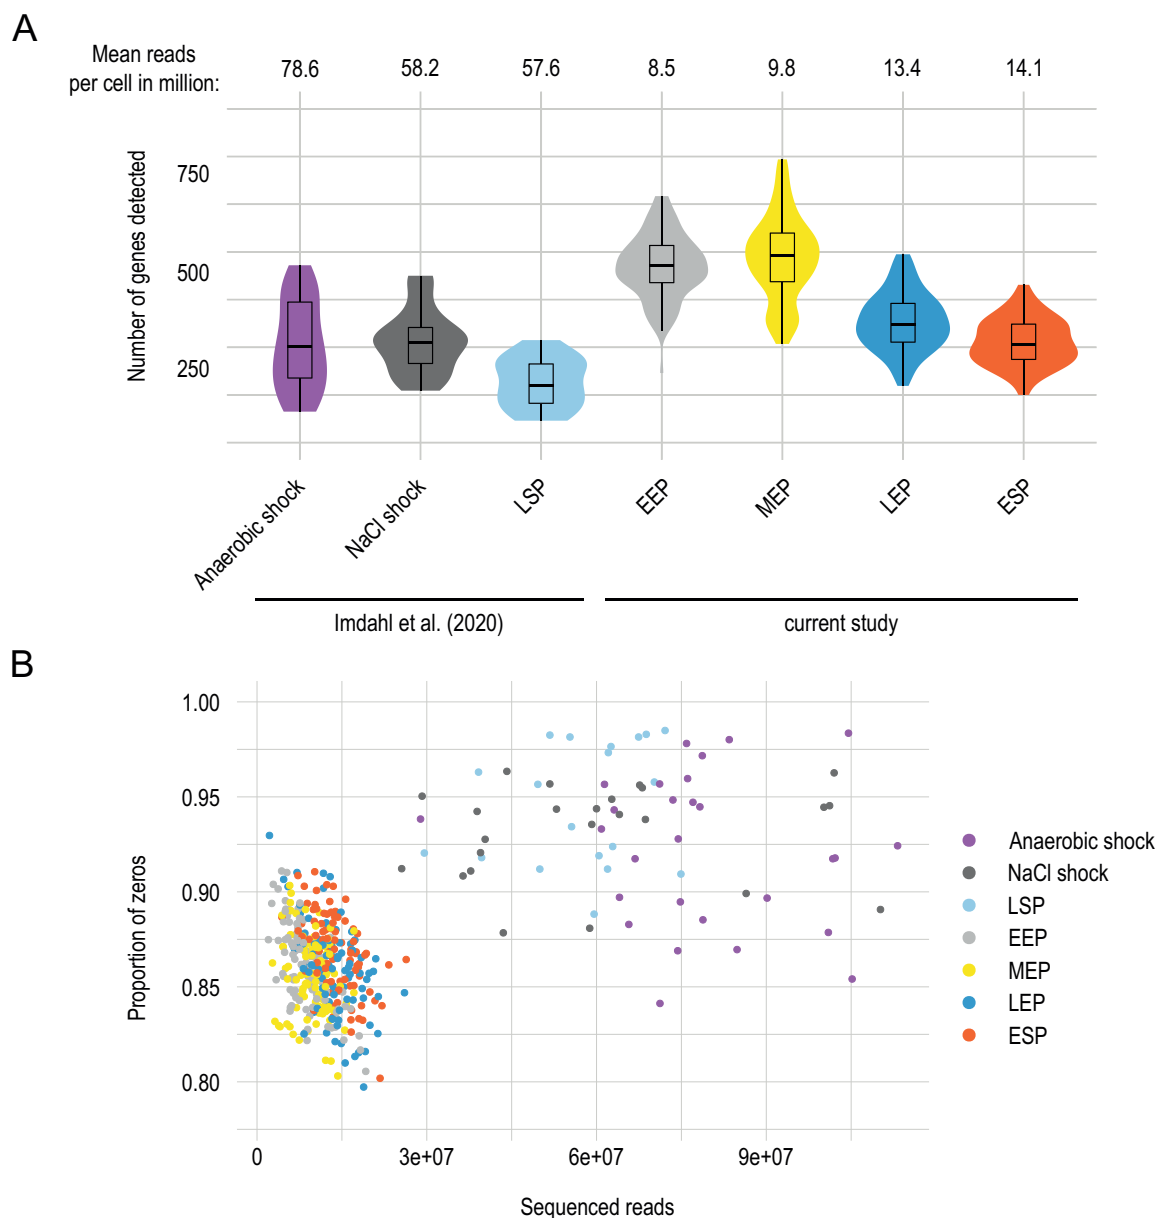 A
Mean reads
per cell in million:
78.6 58.2 57.6 8.5 9.8 13.4 14.1
Number of genes detected
750
500
250
Anaerobic shock
NaCl shock
LSP
EEP
MEP
LEP
ESP
Imdahl et al. (2020)
current study
B
Proportion of zeros
1.00
0.95
0.90
0.85
0.80
0 3e+07 6e+07 9e+07
Sequenced reads
Anaerobic shock
NaCl shock
LSP
EEP
MEP
LEP
ESP